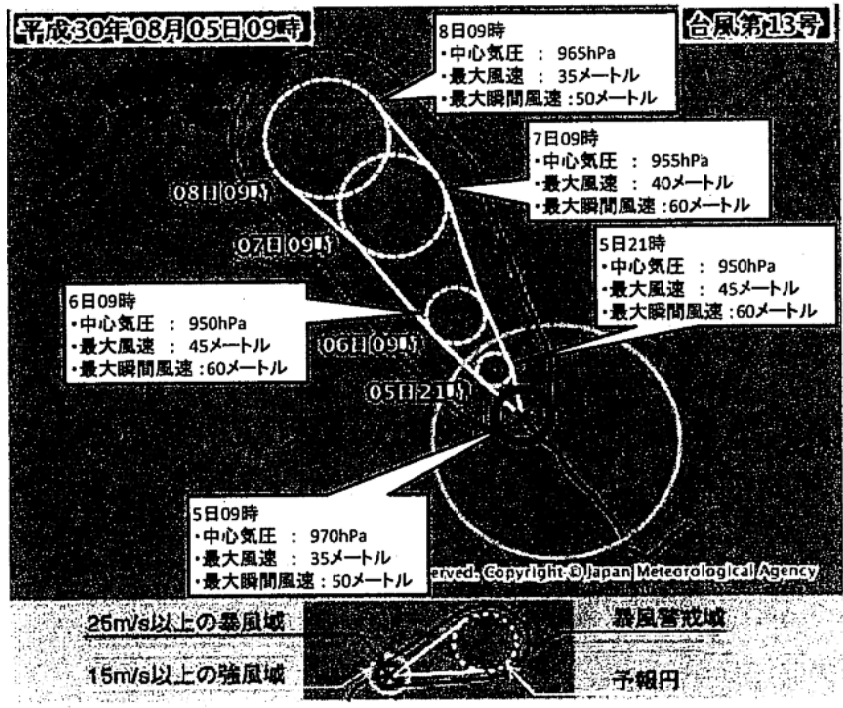 平成30年08月05日09時
台風第13号
8日09時
・中心気圧 : 965hPa
・最大風速 : 35メートル
・最大瞬間風速:50メートル
7日09時
・中心気圧 : 955hPa
・最大風速 : 40メートル
・最大瞬間風速:60メートル
08日09時
07日09時
5日21時
・中心気圧 : 950hPa
・最大風速 : 45メートル
・最大瞬間風速:60メートル
6日09時
・中心気圧 : 950hPa
・最大風速 : 45メートル
・最大瞬間風速:60メートル
06日09時
05日21時
5日09時
・中心気圧 : 970hPa
・最大風速 : 35メートル
・最大瞬間風速:50メートル
erved. Copyright © Japan Meteorological Agency
25m/s以上の暴風域
暴風警戒域
15m/s以上の強風域
予報円